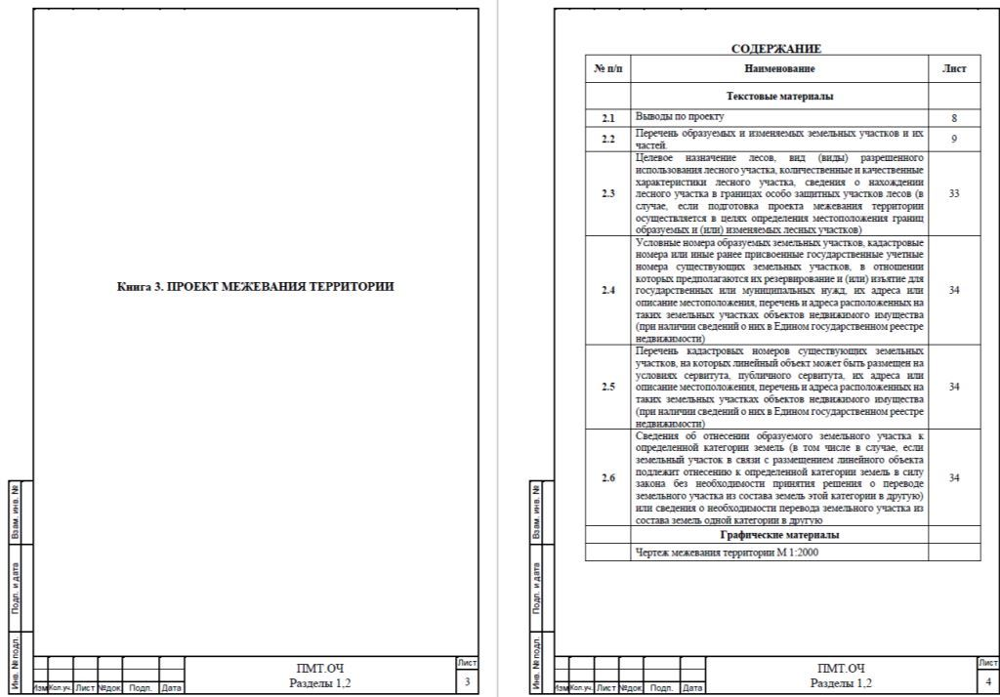 Книга 3. ПРОЕКТ МЕЖЕВАНИЯ ТЕРРИТОРИИ
Взам. инв. №
Подп. и дата
Инв. № подл.
Изм Кол.уч. Лист №док Подп. Дата
ПМТ.ОЧ
Разделы 1,2
Лист
3
СОДЕРЖАНИЕ
№ п/п Наименование Лист
Текстовые материалы
2.1 Выводы по проекту 8
2.2 Перечень образуемых и изменяемых земельных участков и их
частей. 9
Целевое назначение лесов, вид (виды) разрешенного
использования лесного участка, количественные и качественные
характеристики лесного участка, сведения о нахождении
2.3 лесного участка в границах особо защитных участков лесов (в 33
случае, если подготовка проекта межевания территории
осуществляется в целях определения местоположения границ
образуемых и (или) изменяемых лесных участков)
Условные номера образуемых земельных участков, кадастровые
номера или иные ранее присвоенные государственные учетные
номера существующих земельных участков, в отношении
которых предполагаются их резервирование и (или) изъятие для
2.4 государственных или муниципальных нужд, их адреса или 34
описание местоположения, перечень и адреса расположенных на
таких земельных участках объектов недвижимого имущества
(при наличии сведений о них в Едином государственном реестре
недвижимости)
Перечень кадастровых номеров существующих земельных
участков, на которых линейный объект может быть размещен на
условиях сервитута, публичного сервитута, их адреса или
2.5 описание местоположения, перечень и адреса расположенных на 34
таких земельных участках объектов недвижимого имущества
(при наличии сведений о них в Едином государственном реестре
недвижимости)
Сведения об отнесении образуемого земельного участка к
определенной категории земель (в том числе в случае, если
земельный участок в связи с размещением линейного объекта
подлежит отнесению к определенной категории земель в силу
2.6 закона без необходимости принятия решения о переводе 34
земельного участка из состава земель этой категории в другую)
или сведения о необходимости перевода земельного участка из
состава земель одной категории в другую
Графические материалы
Чертеж межевания территории М 1:2000
Взам. инв. №
Подп. и дата
Инв. № подл.
Изм Кол.уч. Лист №док Подп. Дата
ПМТ.ОЧ
Разделы 1,2
Лист
4